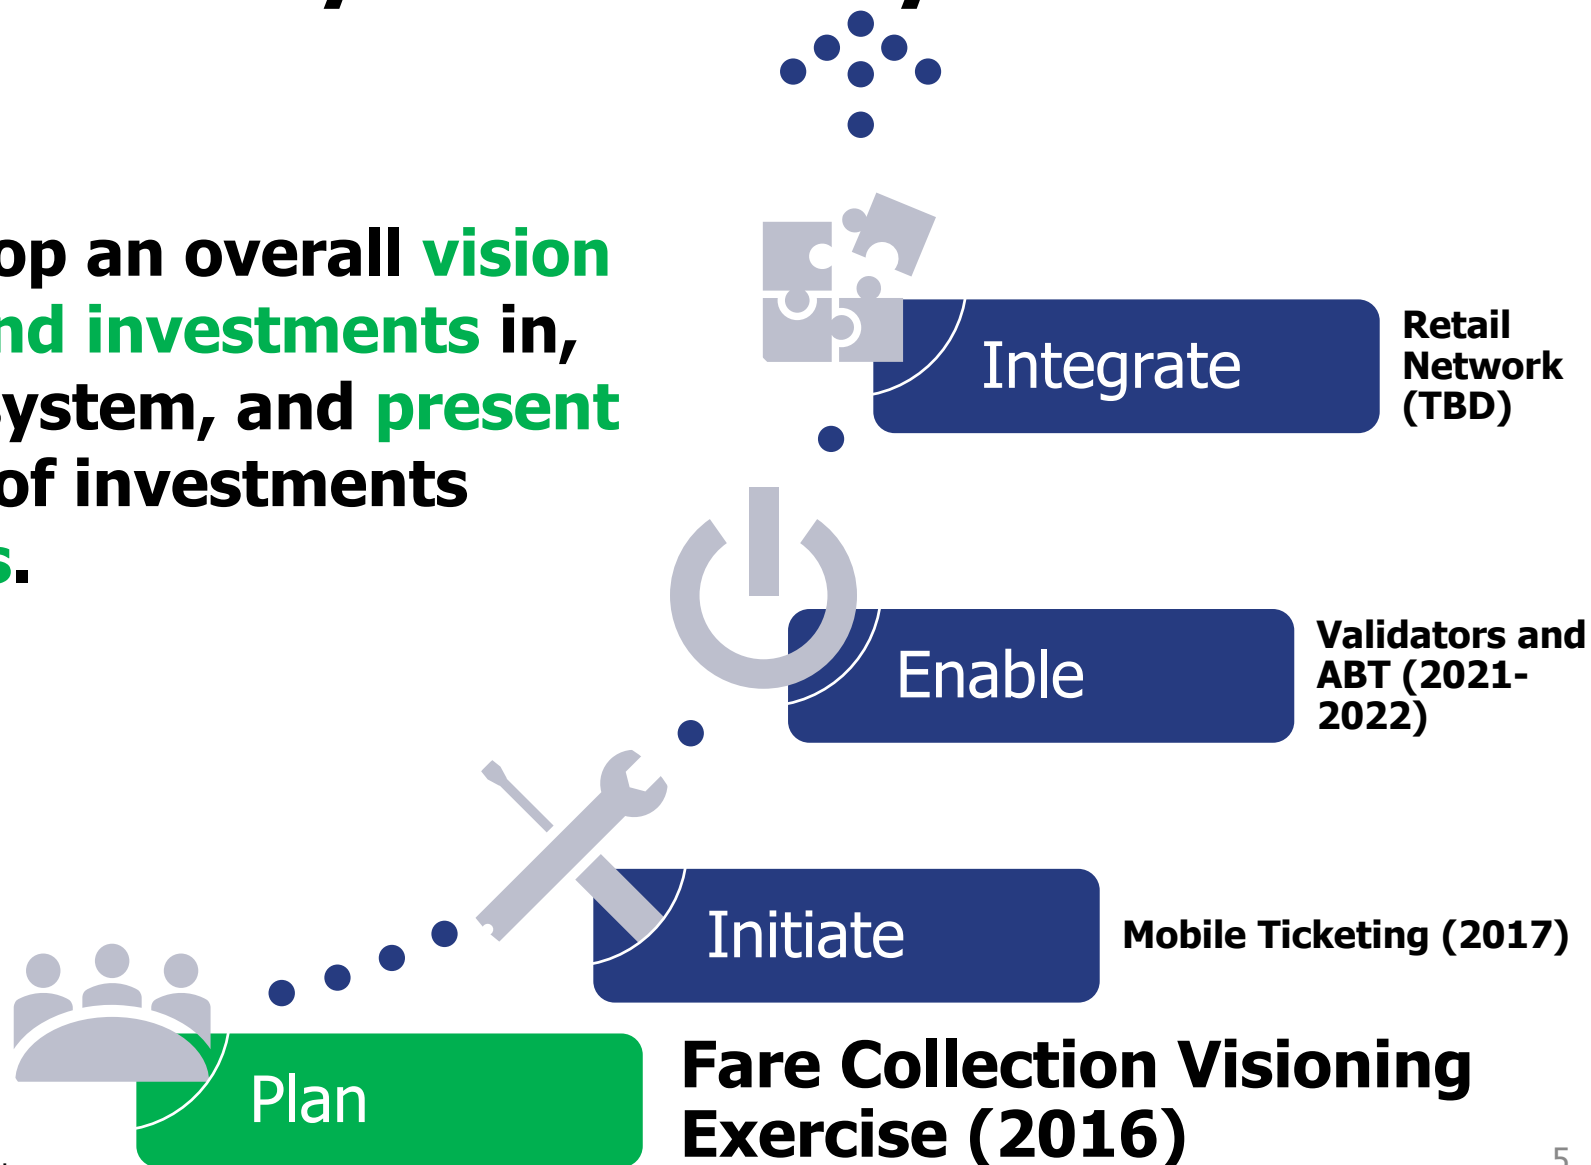 op an overall vision
nd investments in,
system, and present
of investments
s.
Integrate
Retail
Network
(TBD)
Enable
Validators and
ABT (2021-
2022)
Initiate
Mobile Ticketing (2017)
Plan
Fare Collection Visioning
Exercise (2016)
5